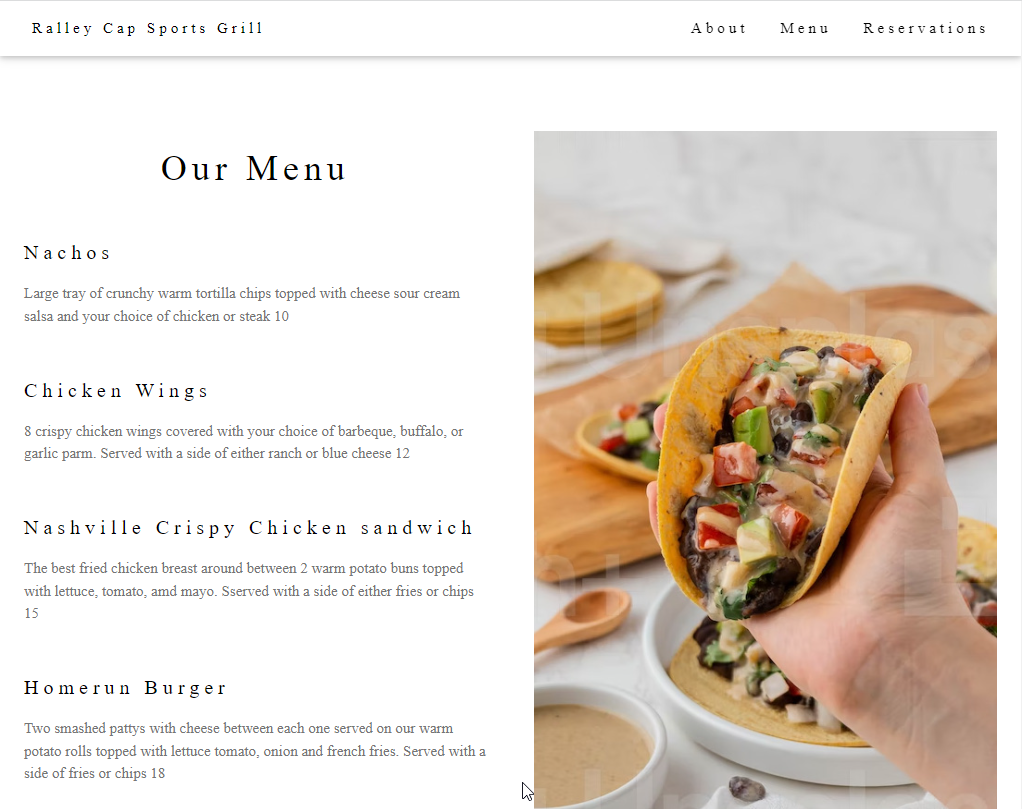 Ralley Cap Sports Grill
About Menu Reservations
Our Menu
Nachos
Large tray of crunchy warm tortilla chips topped with cheese sour cream
salsa and your choice of chicken or steak 10
Chicken Wings
8 crispy chicken wings covered with your choice of barbeque, buffalo, or
garlic parm. Served with a side of either ranch or blue cheese 12
Nashville Crispy Chicken sandwich
The best fried chicken breast around between 2 warm potato buns topped
with lettuce, tomato, amd mayo. Sserved with a side of either fries or chips
15
Homerun Burger
Two smashed pattys with cheese between each one served on our warm
potato rolls topped with lettuce tomato, onion and french fries. Served with a
side of fries or chips 18